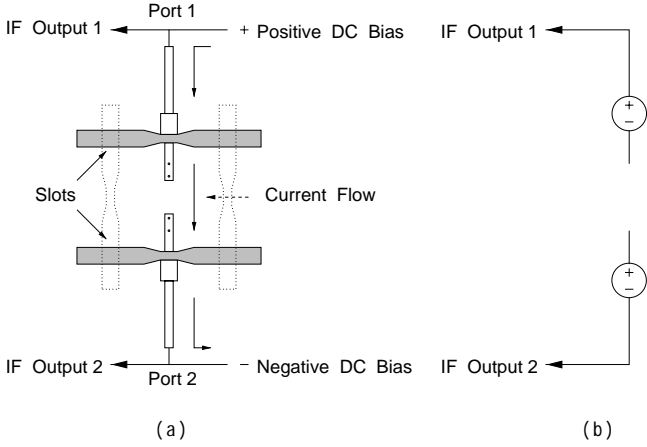 Port 1
IF Output 1
+ Positive DC Bias
IF Output 1
+
−
Slots
Current Flow
+
−
IF Output 2
− Negative DC Bias
IF Output 2
Port 2
(a)
(b)